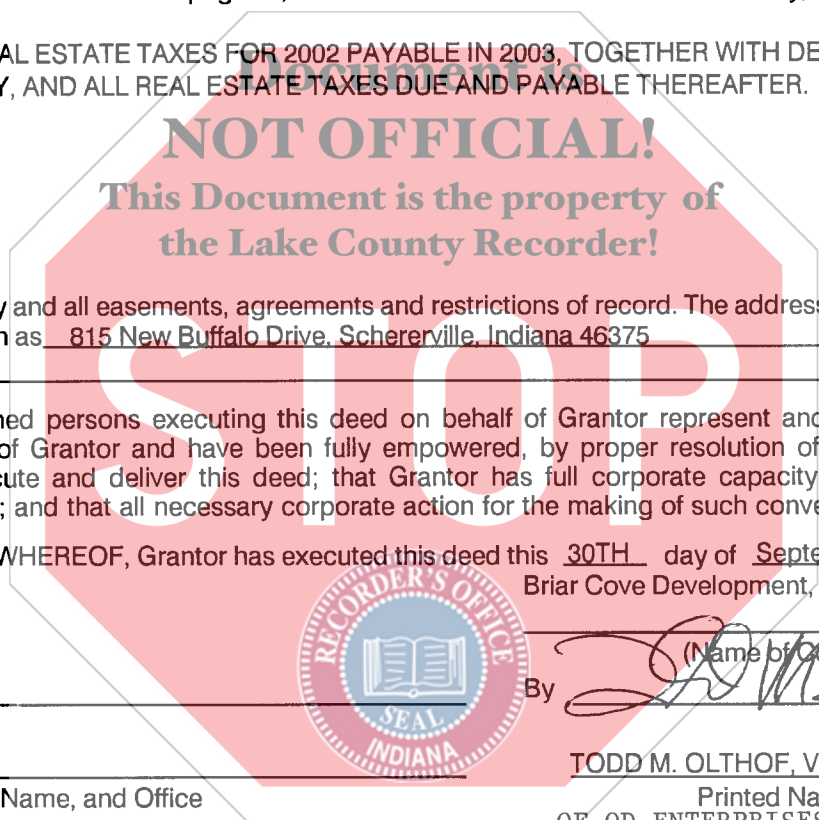 AL ESTATE TAXES FOR 2002 PAYABLE IN 2003, TOGETHER WITH DE
Document is
Y, AND ALL REAL ESTATE TAXES DUE AND PAYABLE THEREAFTER.
NOT OFFICIAL!
This Document is the property of
the Lake County Recorder!
y and all easements, agreements and restrictions of record. The address
n as 815 New Buffalo Drive, Schererville, Indiana 46375
STOP
ned persons executing this deed on behalf of Grantor represent and
of Grantor and have been fully empowered, by proper resolution of
cute and deliver this deed; that Grantor has full corporate capacity
; and that all necessary corporate action for the making of such conve
WHEREOF, Grantor has executed this deed this 30TH day of Septe
Briar Cove Development,
RECORDER'S OFFICE
SEAL
INDIANA
(Name of Co
By
TODD M. OLTHOF, V
Name, and Office
Printed Na
OF OD ENTERPRISES